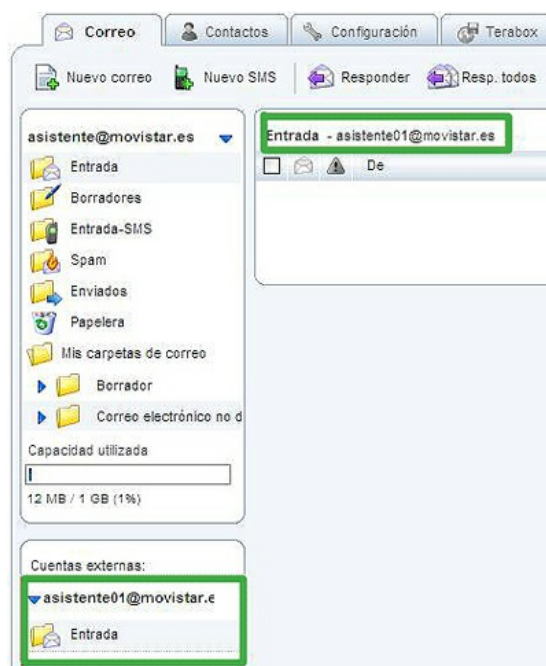 Correo
Contactos
Configuración
Terabox
Nuevo correo
Nuevo SMS
Responder
Resp. todos
asistente@movistar.es
Entrada
Borradores
Entrada-SMS
Spam
Enviados
Papelera
Mis carpetas de correo
Borrador
Correo electrónico no d
Capacidad utilizada
12 MB / 1 GB (1%)
Cuentas externas:
asistente01@movistar.e
Entrada
Entrada - asistente01@movistar.es
De